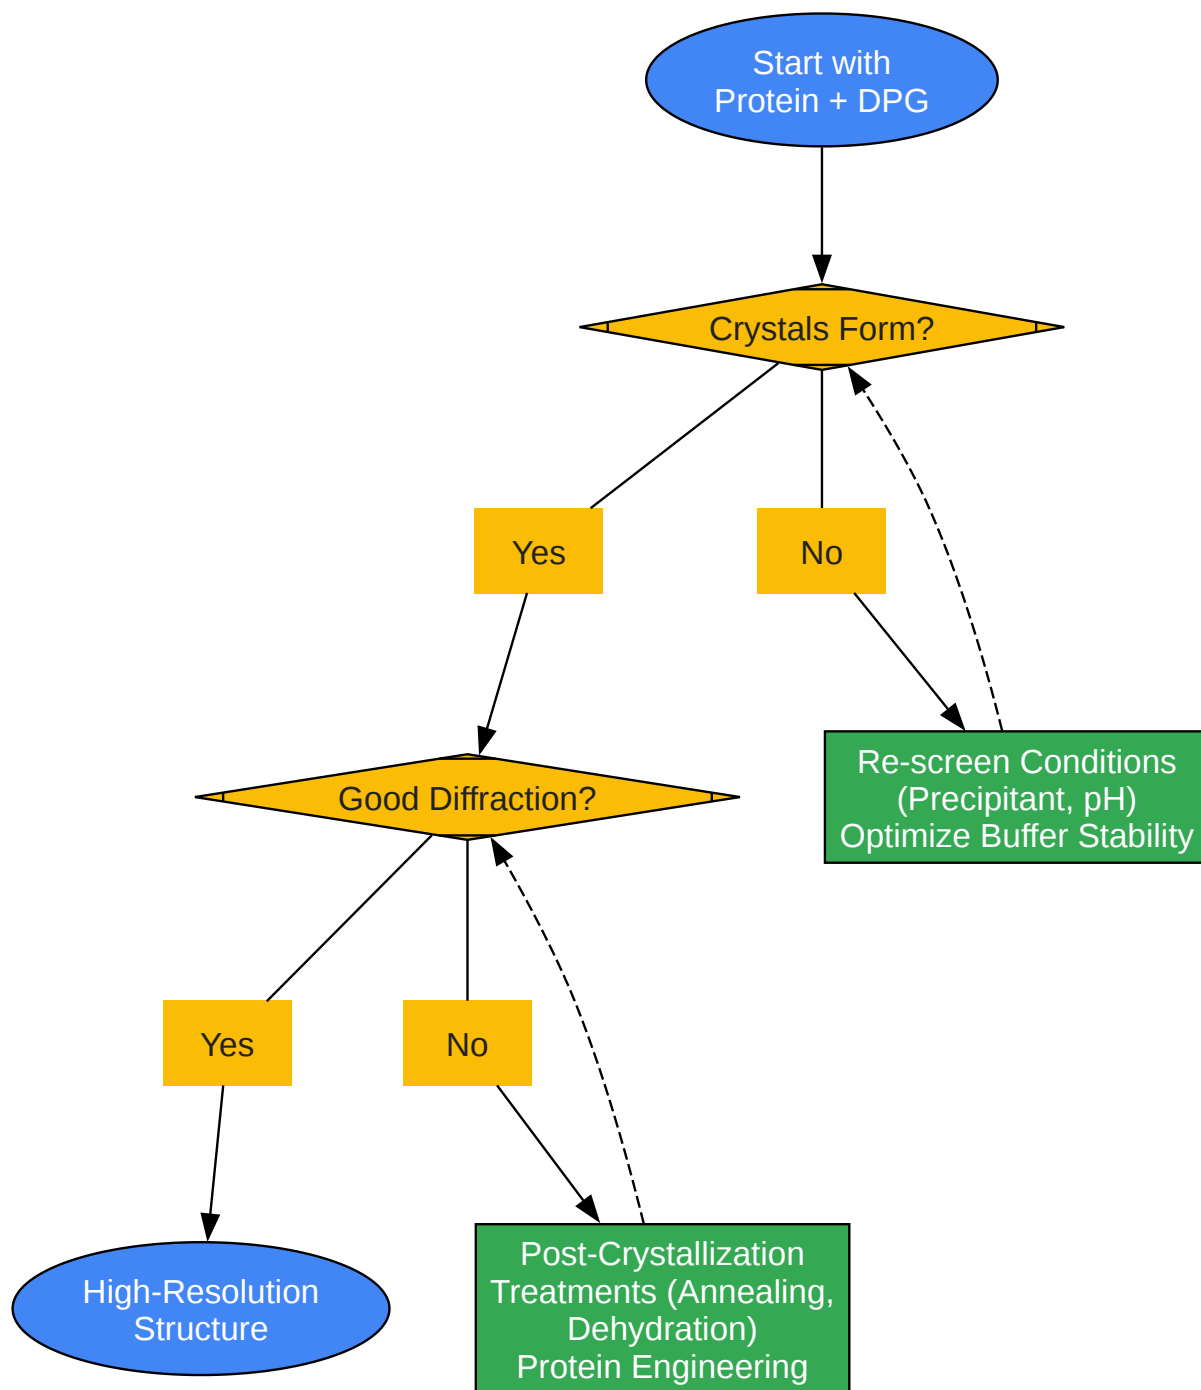 Start with
Protein + DPG
Crystals Form?
Yes
No
Re-screen Conditions
(Precipitant, pH)
Optimize Buffer Stability
Good Diffraction?
Yes
No
High-Resolution
Structure
Post-Crystallization
Treatments (Annealing,
Dehydration)
Protein Engineering